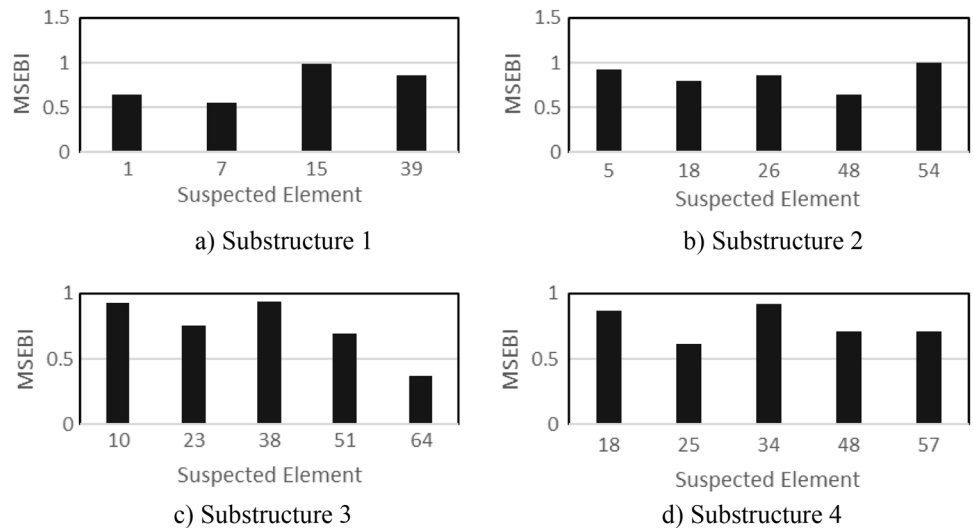 1.5
1
0.5
0
MSEBI
1 7 15 39
Suspected Element
a) Substructure 1
1.5
1
0.5
0
MSEBI
5 18 26 48 54
Suspected Element
b) Substructure 2
1
0.5
0
MSEBI
10 23 38 51 64
Suspected Element
c) Substructure 3
1
0.5
0
MSEBI
18 25 34 48 57
Suspected Element
d) Substructure 4